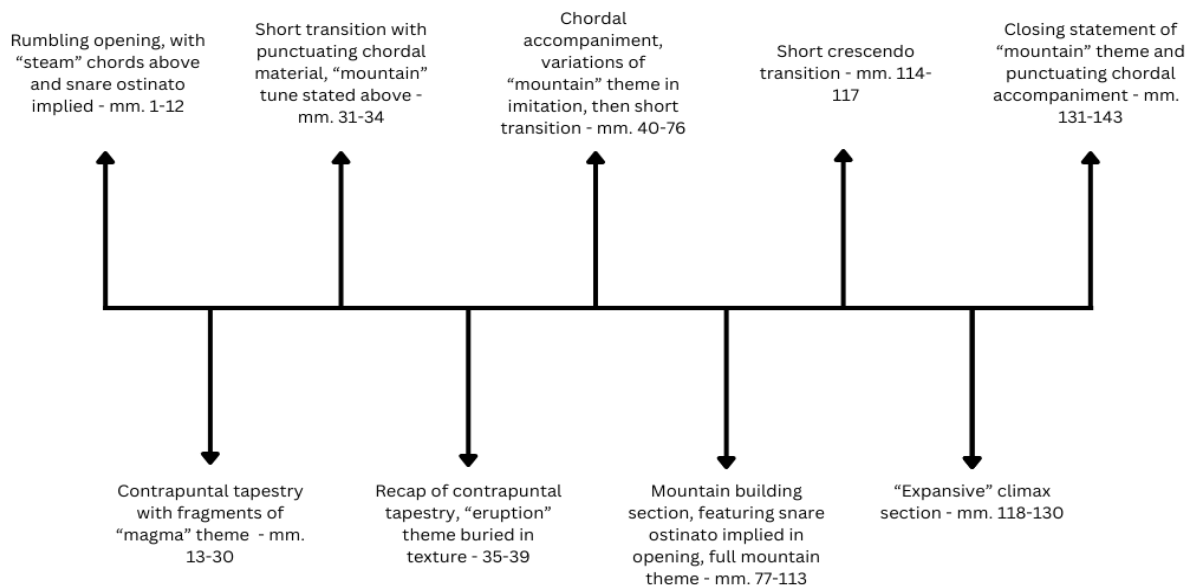 Rumbling opening, with
“steam” chords above
and snare ostinato
implied - mm. 1-12
Short transition with
punctuating chordal
material, “mountain”
tune stated above -
mm. 31-34
Chordal
accompaniment,
variations of
“mountain” theme in
imitation, then short
transition - mm. 40-76
Short crescendo
transition - mm. 114-
117
Closing statement of
“mountain” theme and
punctuating chordal
accompaniment - mm.
131-143
Contrapuntal tapestry
with fragments of
“magma” theme - mm.
13-30
Recap of contrapuntal
tapestry, “eruption”
theme buried in
texture - 35-39
Mountain building
section, featuring snare
ostinato implied in
opening, full mountain
theme - mm. 77-113
“Expansive” climax
section - mm. 118-130